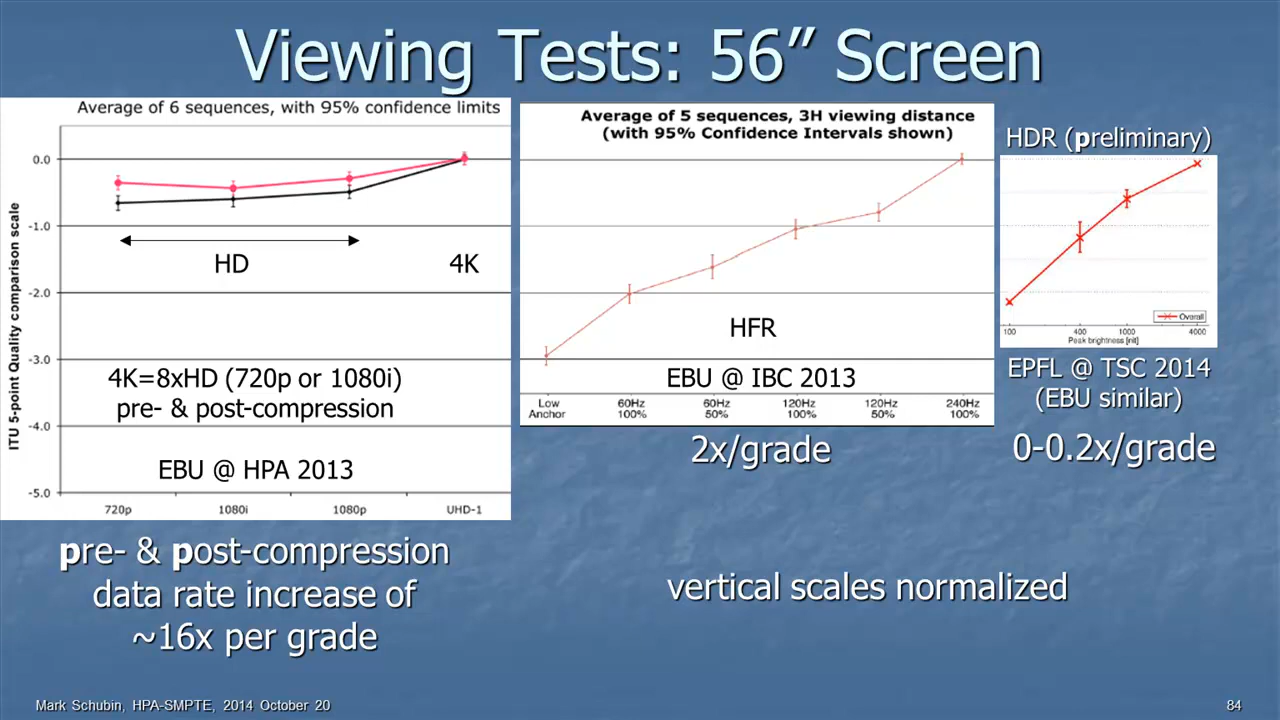 Viewing Tests: 56” Screen
Average of 6 sequences, with 95% confidence limits
ITU 5-point Quality comparison scale
0.0
-1.0
-2.0
-3.0
-4.0
-5.0
HD
4K
4K=8xHD (720p or 1080i)
pre- & post-compression
EBU @ HPA 2013
720p 1080i 1080p UHD-1
pre- & post-compression
data rate increase of
~16x per grade
Average of 5 sequences, 3H viewing distance
(with 95% Confidence Intervals shown)
HFR
EBU @ IBC 2013
Low 60Hz 60Hz 120Hz 120Hz 240Hz
Anchor 100% 50% 100% 50% 100%
2x/grade
HDR (preliminary)
Overall
100 400 1000 4000
Peak brightness [nit]
EPFL @ TSC 2014
(EBU similar)
0-0.2x/grade
vertical scales normalized
Mark Schubin, HPA-SMPTE, 2014 October 20
84